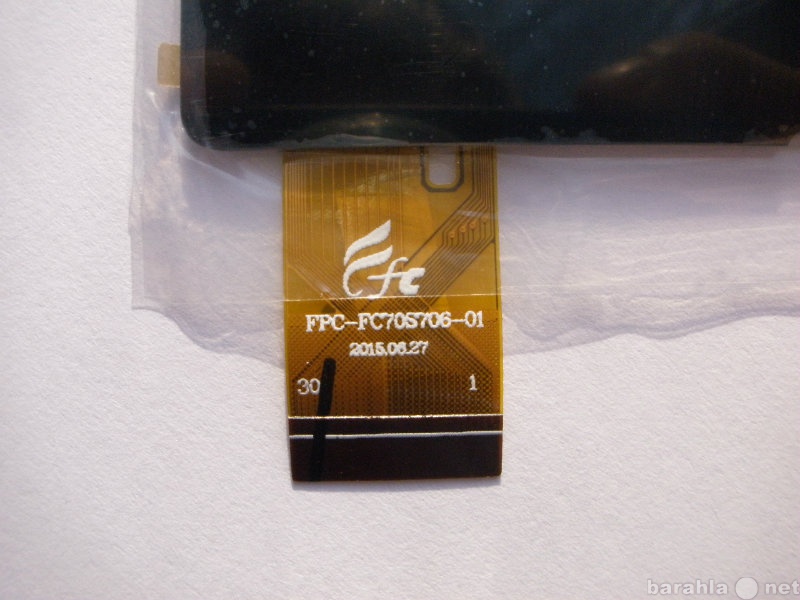 fc
FPC-FC70S706-01
2015.06.27
30 1
barahla net